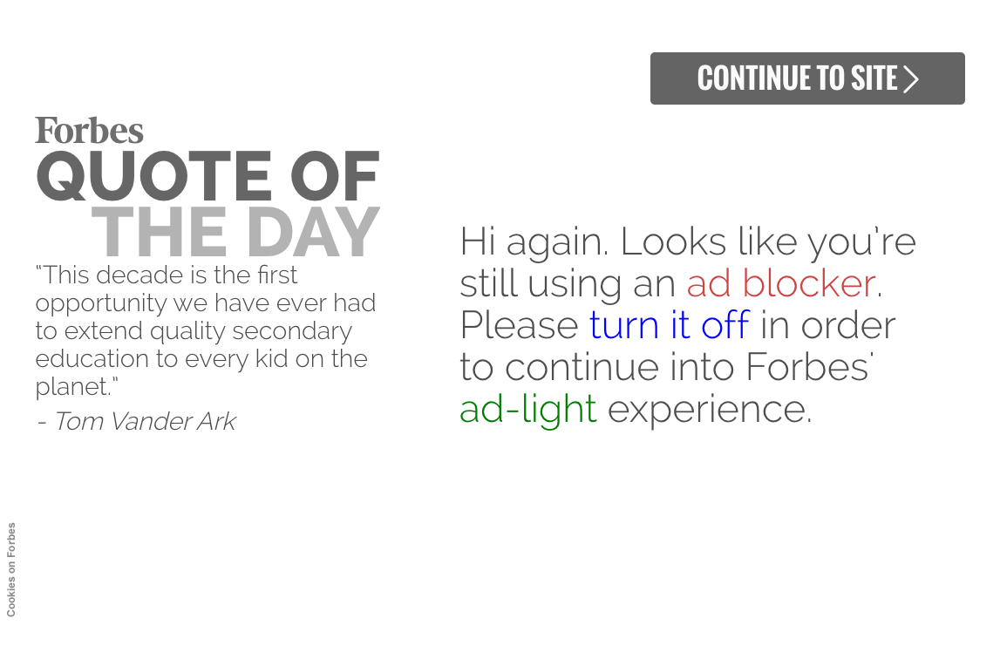 CONTINUE TO SITE
Forbes
QUOTE OF
THE DAY
“This decade is the first
opportunity we have ever had
to extend quality secondary
education to every kid on the
planet.”
- Tom Vander Ark
Hi again. Looks like you’re
still using an ad blocker.
Please turn it off in order
to continue into Forbes'
ad-light experience.
Cookies on Forbes